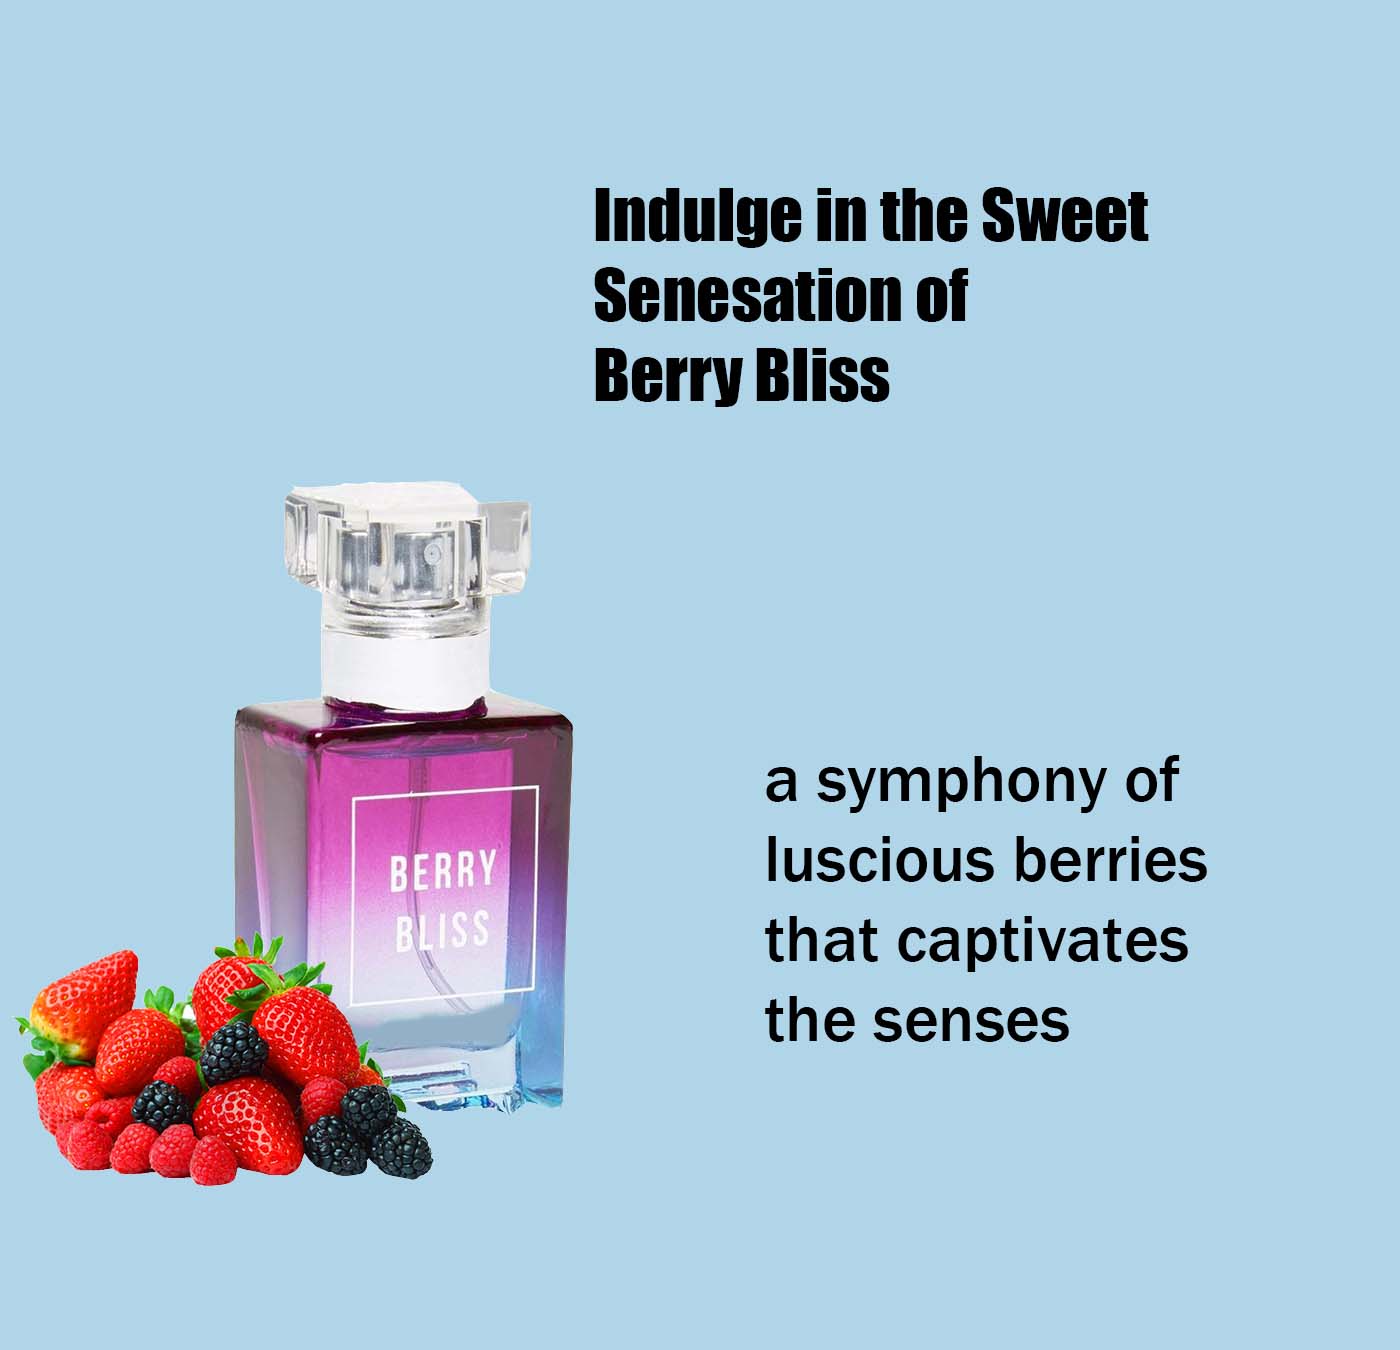 Indulge in the Sweet
Senesation of
Berry Bliss
BERRY
BLISS
a symphony of
luscious berries
that captivates
the senses